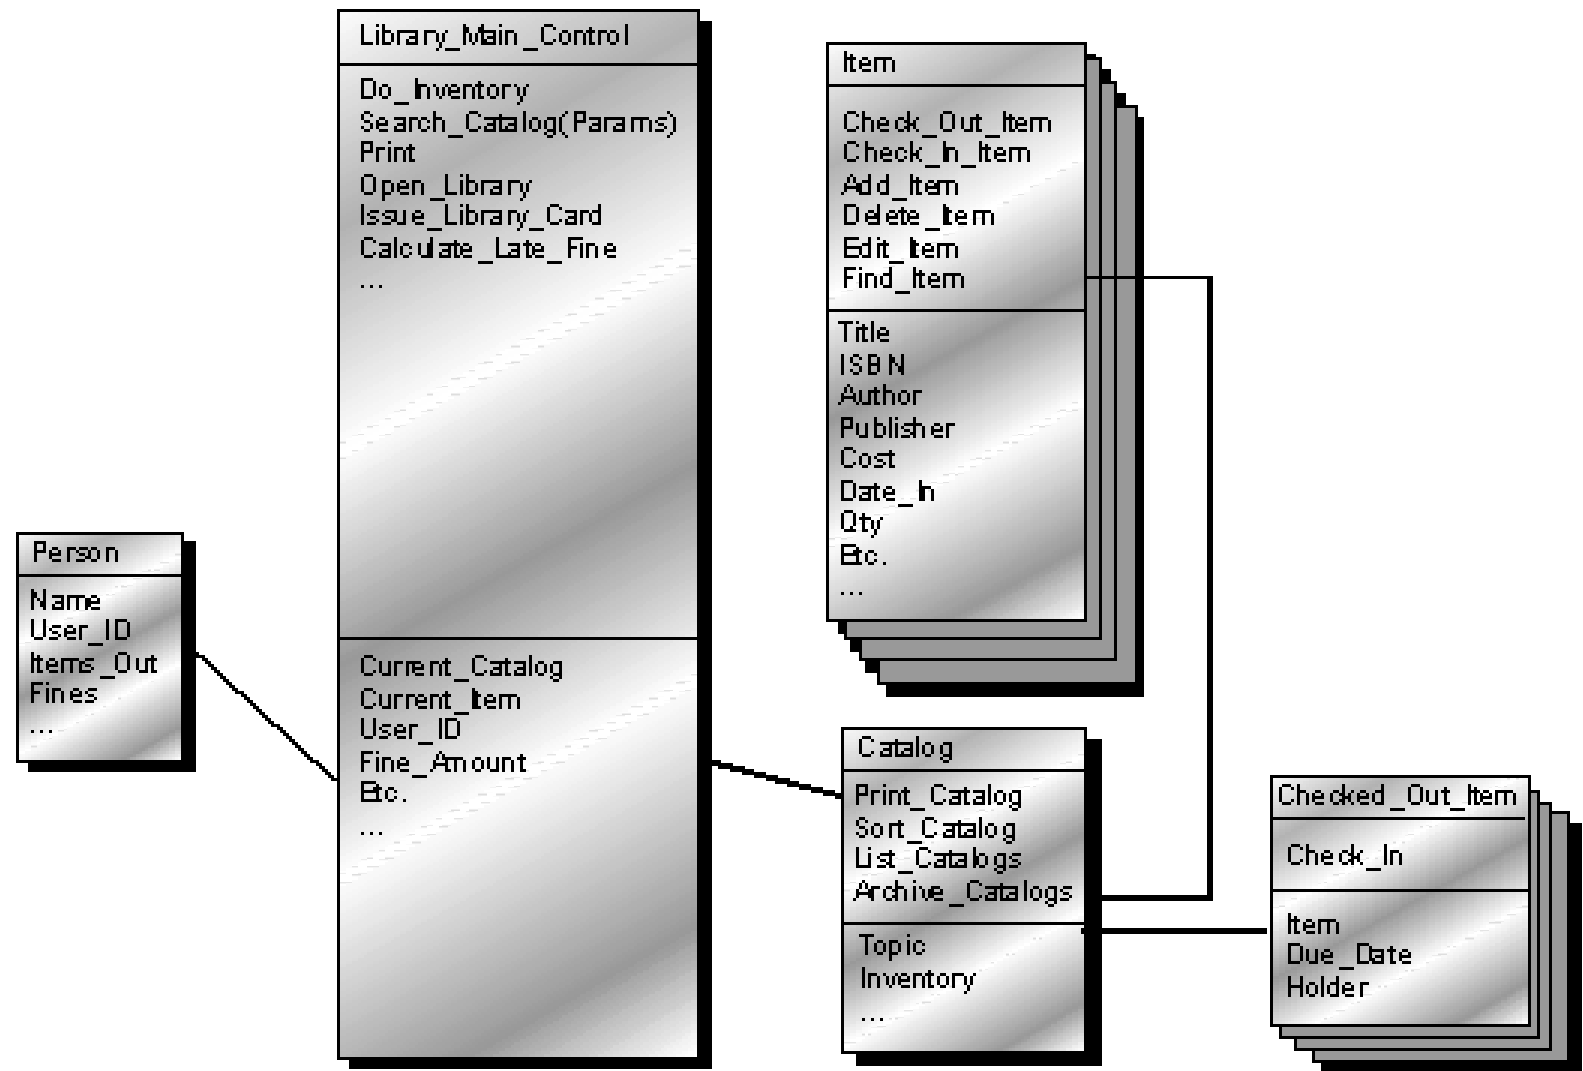 Library_Main_Control
Do_Inventory
Search_Catalog(Params)
Print
Open_Library
Issue_Library_Card
Calculate_Late_Fine
...
Current_Catalog
Current_Item
User_ID
Fine_Amount
Etc.
...
Item
Check_Out_Item
Check_In_Item
Add_Item
Delete_Item
Edit_Item
Find_Item
Title
ISBN
Author
Publisher
Cost
Date_In
Qty
Etc.
...
Person
Name
User_ID
Items_Out
Fines
...
Catalog
Print_Catalog
Sort_Catalog
List_Catalogs
Archive_Catalogs
Topic
Inventory
...
Checked_Out_Item
Check_In
Item
Due_Date
Holder